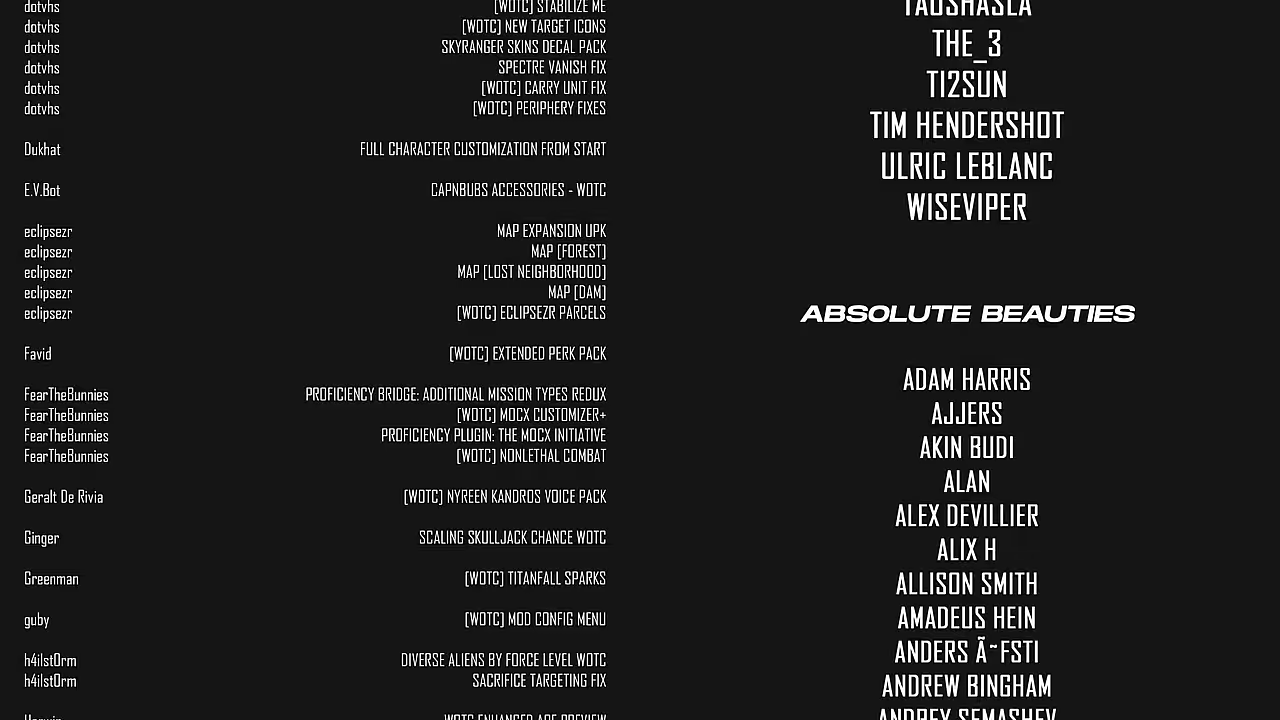 dotvhs [WOTC] STABILIZE ME
dotvhs [WOTC] NEW TARGET ICONS
dotvhs SKYRANGER SKINS DECAL PACK
dotvhs SPECTRE VANISH FIX
dotvhs [WOTC] CARRY UNIT FIX
dotvhs [WOTC] PERIPHERY FIXES
Dukhat FULL CHARACTER CUSTOMIZATION FROM START
E.V.Bot CAPNBUBS ACCESSORIES - WOTC
eclipsezr MAP EXPANSION UPK
eclipsezr MAP [FOREST]
eclipsezr MAP [LOST NEIGHBORHOOD]
eclipsezr MAP [DAM]
eclipsezr [WOTC] ECLIPSEZR PARCELS
Favid [WOTC] EXTENDED PERK PACK
FearTheBunnies PROFICIENCY BRIDGE: ADDITIONAL MISSION TYPES REDUX
FearTheBunnies [WOTC] MOCX CUSTOMIZER+
FearTheBunnies PROFICIENCY PLUGIN: THE MOCX INITIATIVE
FearTheBunnies [WOTC] NONLETHAL COMBAT
Geralt De Rivia [WOTC] NYREEN KANDROS VOICE PACK
Ginger SCALING SKULLJACK CHANCE WOTC
Greenman [WOTC] TITANFALL SPARKS
guby [WOTC] MOD CONFIG MENU
h4ilst0rm DIVERSE ALIENS BY FORCE LEVEL WOTC
h4ilst0rm SACRIFICE TARGETING FIX
WOTC ENHANCED AOE PREVIEW
TAOSHASLA
THE_3
TI2SUN
TIM HENDERSHOT
ULRIC LEBLANC
WISEVIPER
ABSOLUTE BEAUTIES
ADAM HARRIS
AJJERS
AKIN BUDI
ALAN
ALEX DEVILLIER
ALIX H
ALLISON SMITH
AMADEUS HEIN
ANDERS Ã˜FSTI
ANDREW BINGHAM
ANDREY SEMASHEV